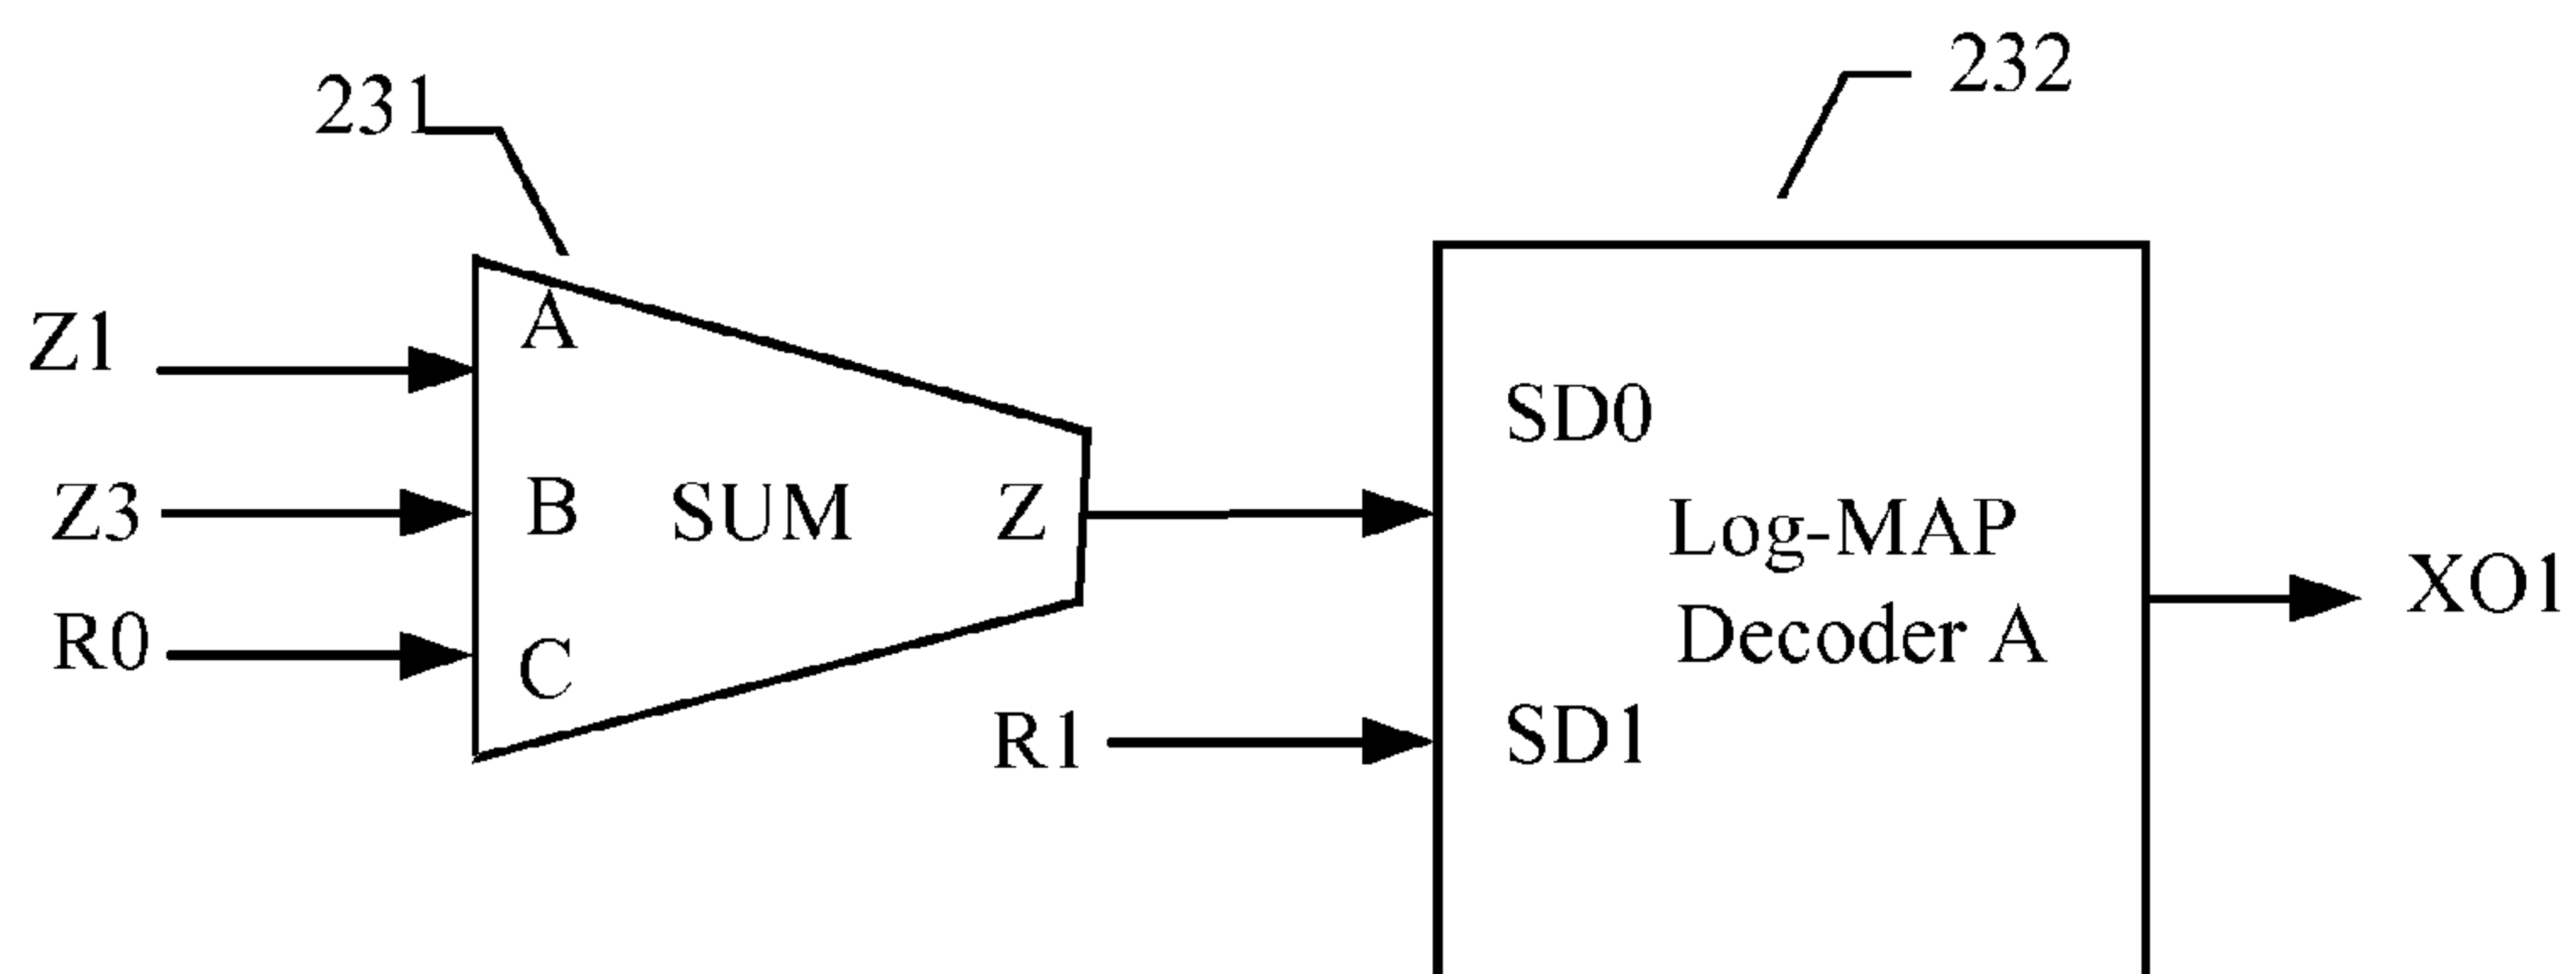 231
232
Z1
A
Z3
B
SUM
Z
R0
C
R1
SD0
Log-MAP
Decoder A
SD1
XO1